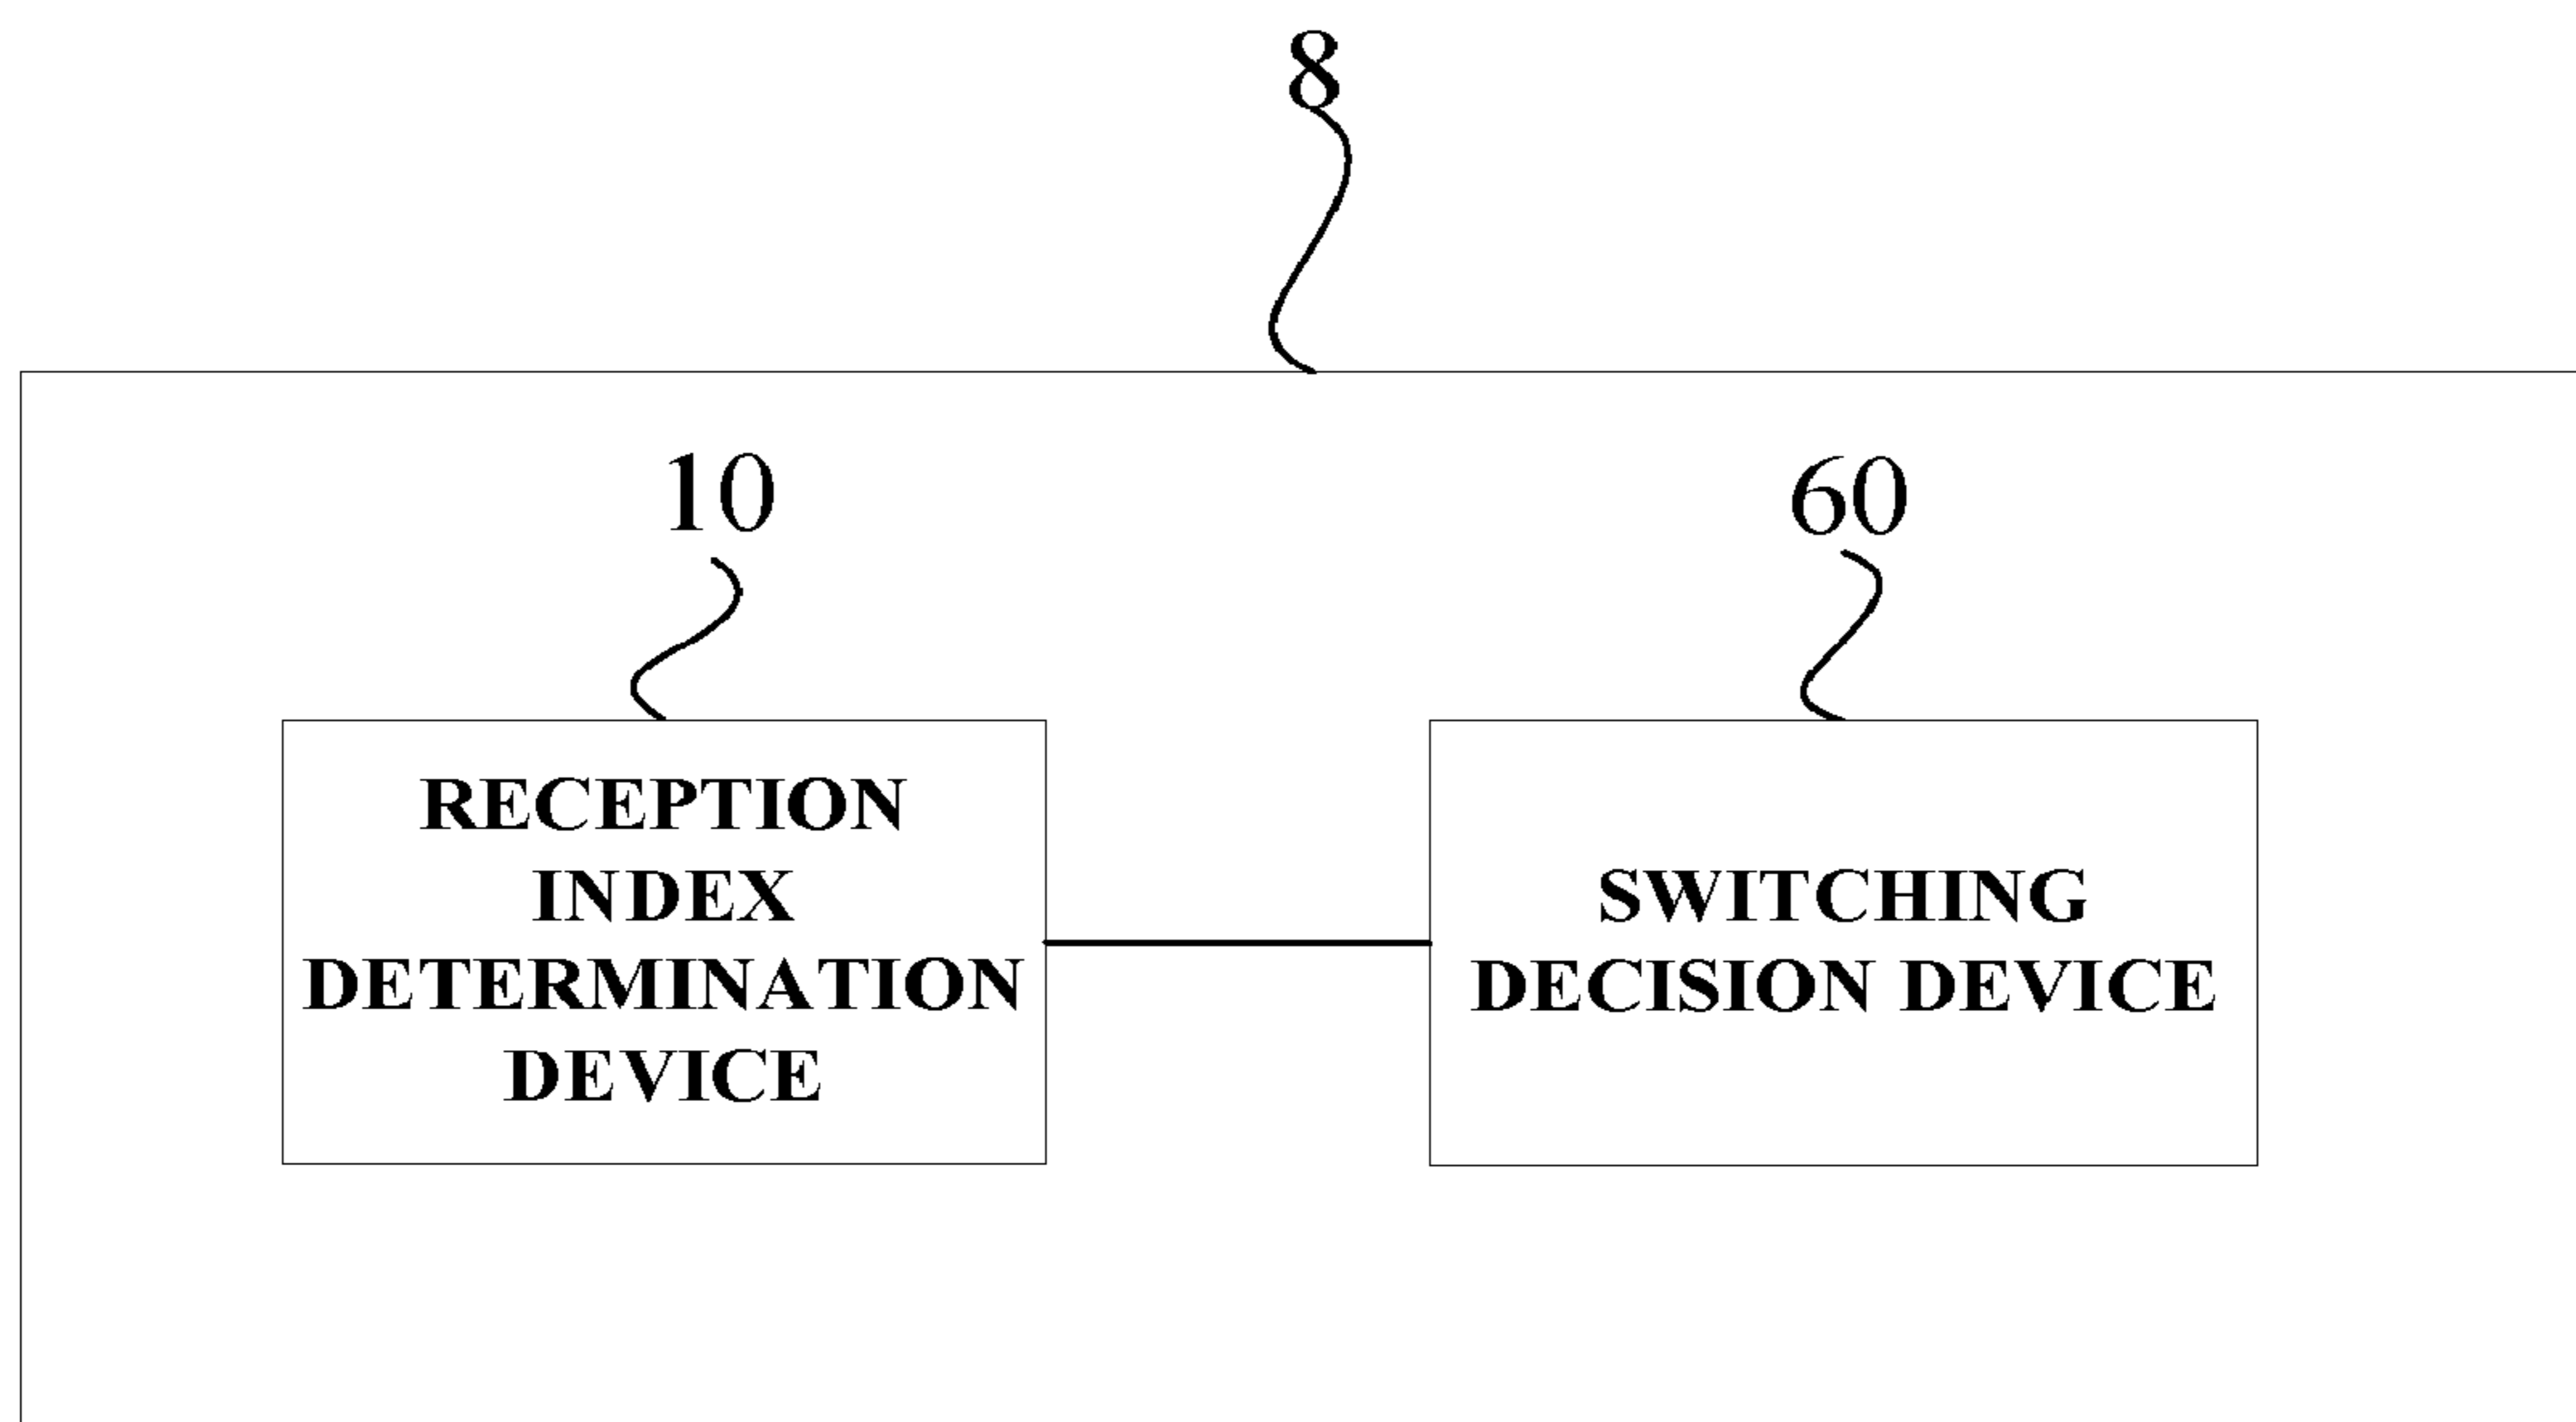 8
10
60
RECEPTION
INDEX
DETERMINATION
DEVICE
SWITCHING
DECISION DEVICE